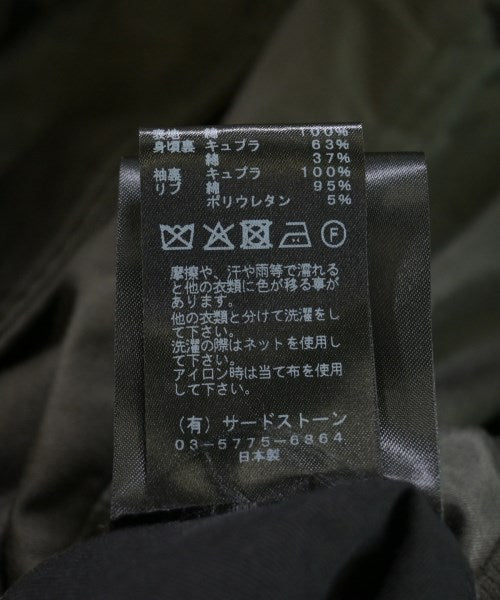 表地 綿 100%
身頃裏 キュプラ 63%
綿 37%
袖裏 キュプラ 100%
リブ 綿 95%
ポリウレタン 5%
F
摩擦や、汗や雨等で濡れる
と他の衣類に色が移る事が
あります。
他の衣類と分けて洗濯をし
て下さい。
洗濯の際はネットを使用し
て下さい。
アイロン時は当て布を使用
して下さい。
(有) サードストーン
03-5775-6864
日本製